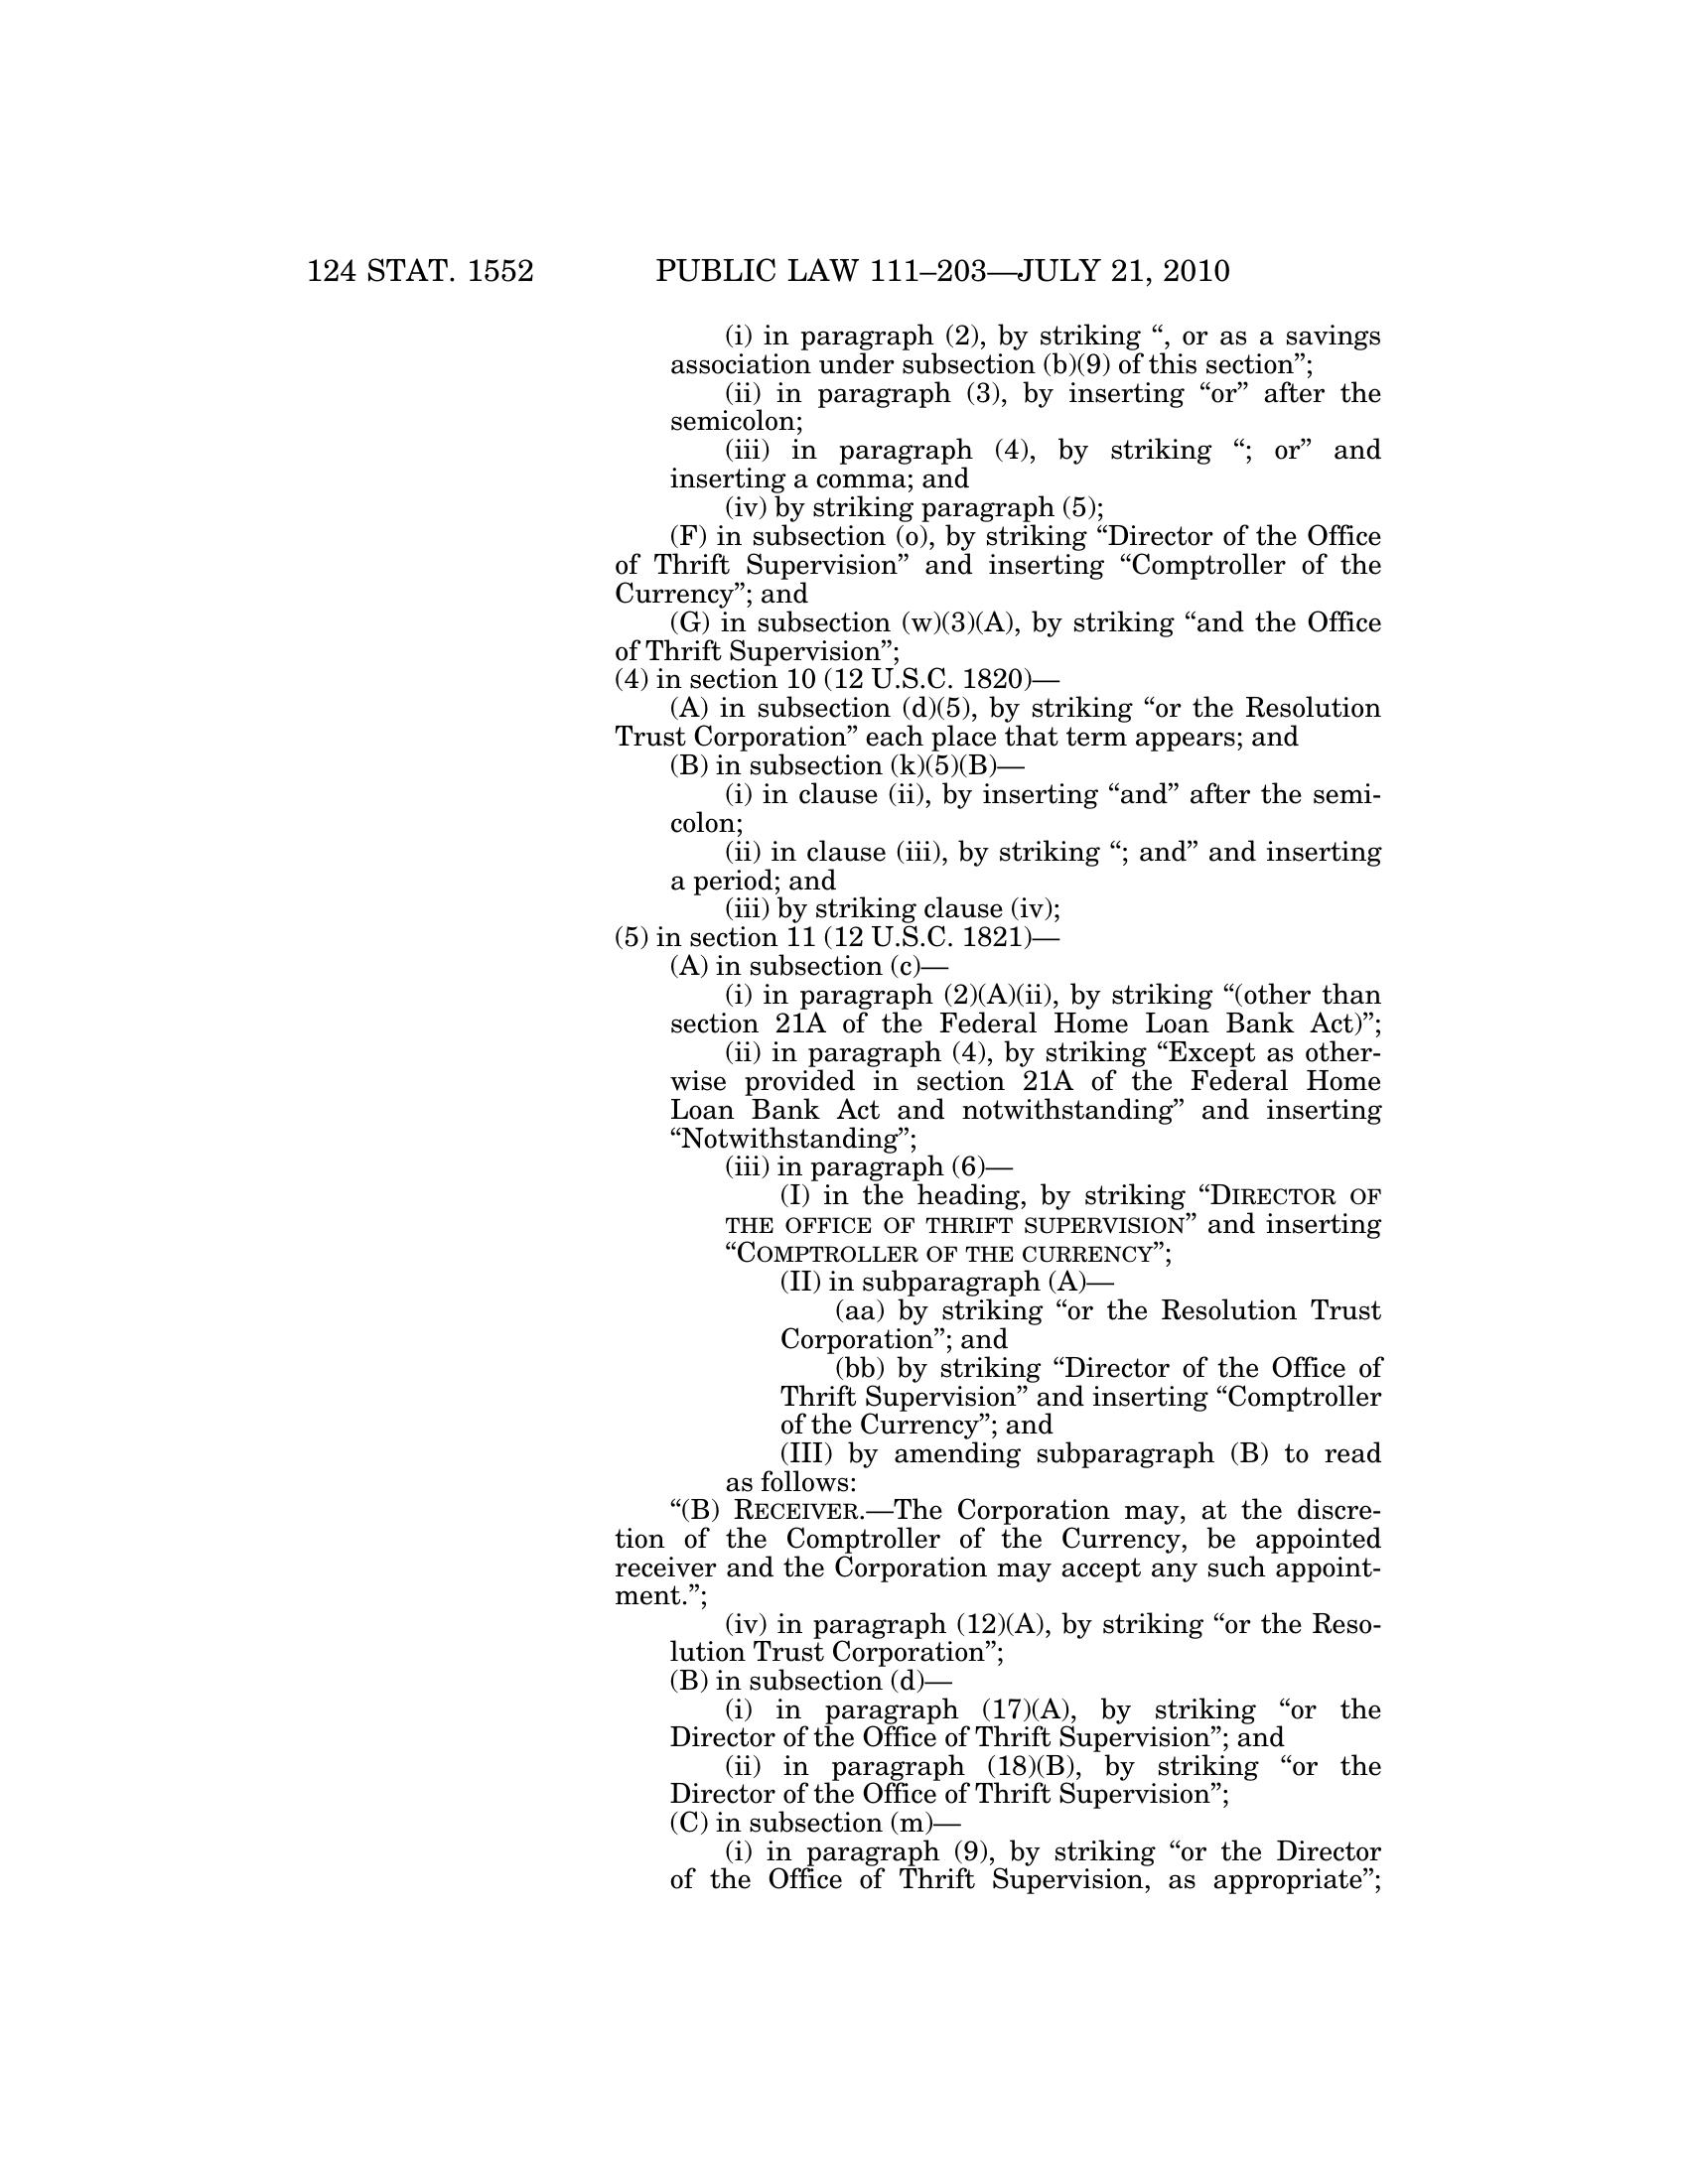 124 STAT. 1552 PUBLIC LAW 111–203—JULY 21, 2010
(i) in paragraph (2), by striking “, or as a savings
association under subsection (b)(9) of this section”;
(ii) in paragraph (3), by inserting “or” after the
semicolon;
(iii) in paragraph (4), by striking “; or” and
inserting a comma; and
(iv) by striking paragraph (5);
(F) in subsection (o), by striking “Director of the Office
of Thrift Supervision” and inserting “Comptroller of the
Currency”; and
(G) in subsection (w)(3)(A), by striking “and the Office
of Thrift Supervision”;
(4) in section 10 (12 U.S.C. 1820)—
(A) in subsection (d)(5), by striking “or the Resolution
Trust Corporation” each place that term appears; and
(B) in subsection (k)(5)(B)—
(i) in clause (ii), by inserting “and” after the semi-
colon;
(ii) in clause (iii), by striking “; and” and inserting
a period; and
(iii) by striking clause (iv);
(5) in section 11 (12 U.S.C. 1821)—
(A) in subsection (c)—
(i) in paragraph (2)(A)(ii), by striking “(other than
section 21A of the Federal Home Loan Bank Act)”;
(ii) in paragraph (4), by striking “Except as other-
wise provided in section 21A of the Federal Home
Loan Bank Act and notwithstanding” and inserting
“Notwithstanding”;
(iii) in paragraph (6)—
(I) in the heading, by striking “DIRECTOR OF
THE OFFICE OF THRIFT SUPERVISION” and inserting
“COMPTROLLER OF THE CURRENCY”;
(II) in subparagraph (A)—
(aa) by striking “or the Resolution Trust
Corporation”; and
(bb) by striking “Director of the Office of
Thrift Supervision” and inserting “Comptroller
of the Currency”; and
(III) by amending subparagraph (B) to read
as follows:
“(B) RECEIVER.—The Corporation may, at the discre-
tion of the Comptroller of the Currency, be appointed
receiver and the Corporation may accept any such appoint-
ment.”;
(iv) in paragraph (12)(A), by striking “or the Reso-
lution Trust Corporation”;
(B) in subsection (d)—
(i) in paragraph (17)(A), by striking “or the
Director of the Office of Thrift Supervision”; and
(ii) in paragraph (18)(B), by striking “or the
Director of the Office of Thrift Supervision”;
(C) in subsection (m)—
(i) in paragraph (9), by striking “or the Director
of the Office of Thrift Supervision, as appropriate”;